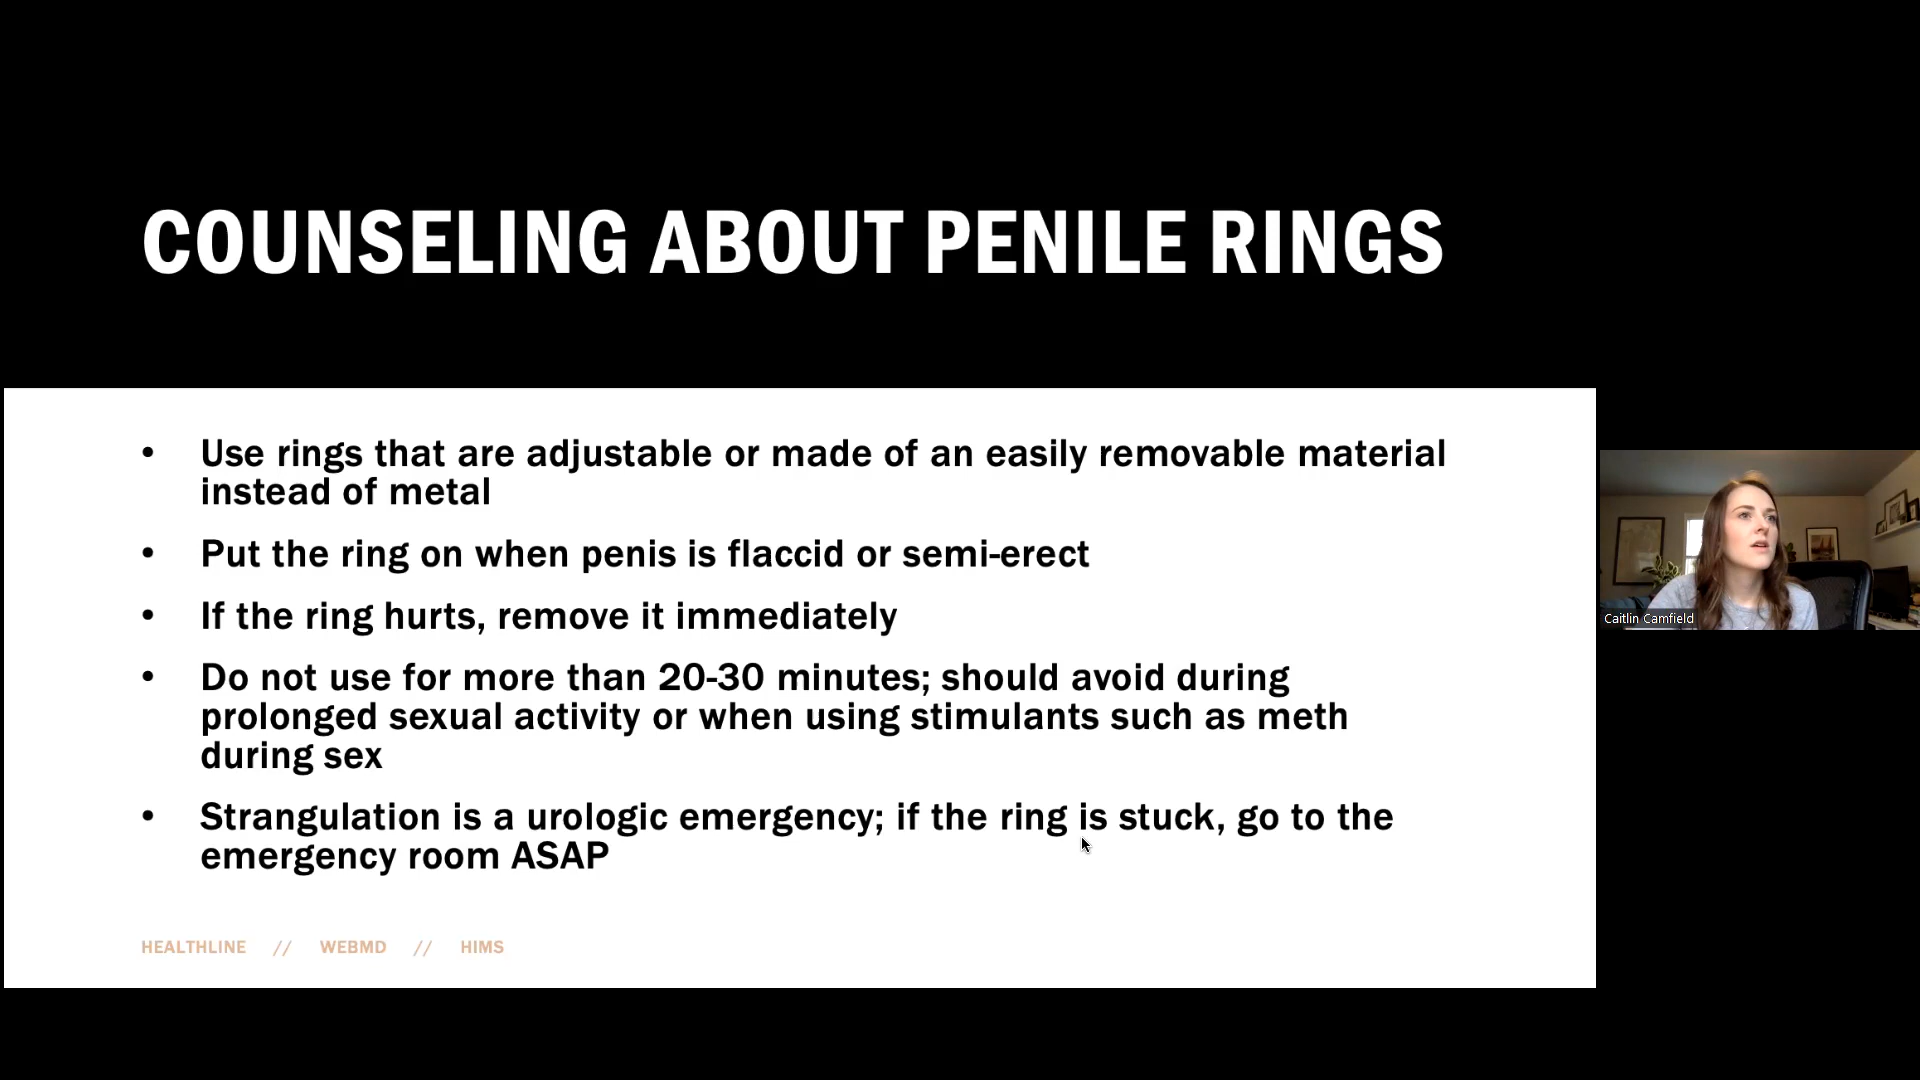 COUNSELING ABOUT PENILE RINGS
• Use rings that are adjustable or made of an easily removable material
instead of metal
• Put the ring on when penis is flaccid or semi-erect
• If the ring hurts, remove it immediately
• Do not use for more than 20-30 minutes; should avoid during
prolonged sexual activity or when using stimulants such as meth
during sex
• Strangulation is a urologic emergency; if the ring is stuck, go to the
emergency room ASAP
HEALTHLINE // WEBMD // HIMS
Caitlin Camfield